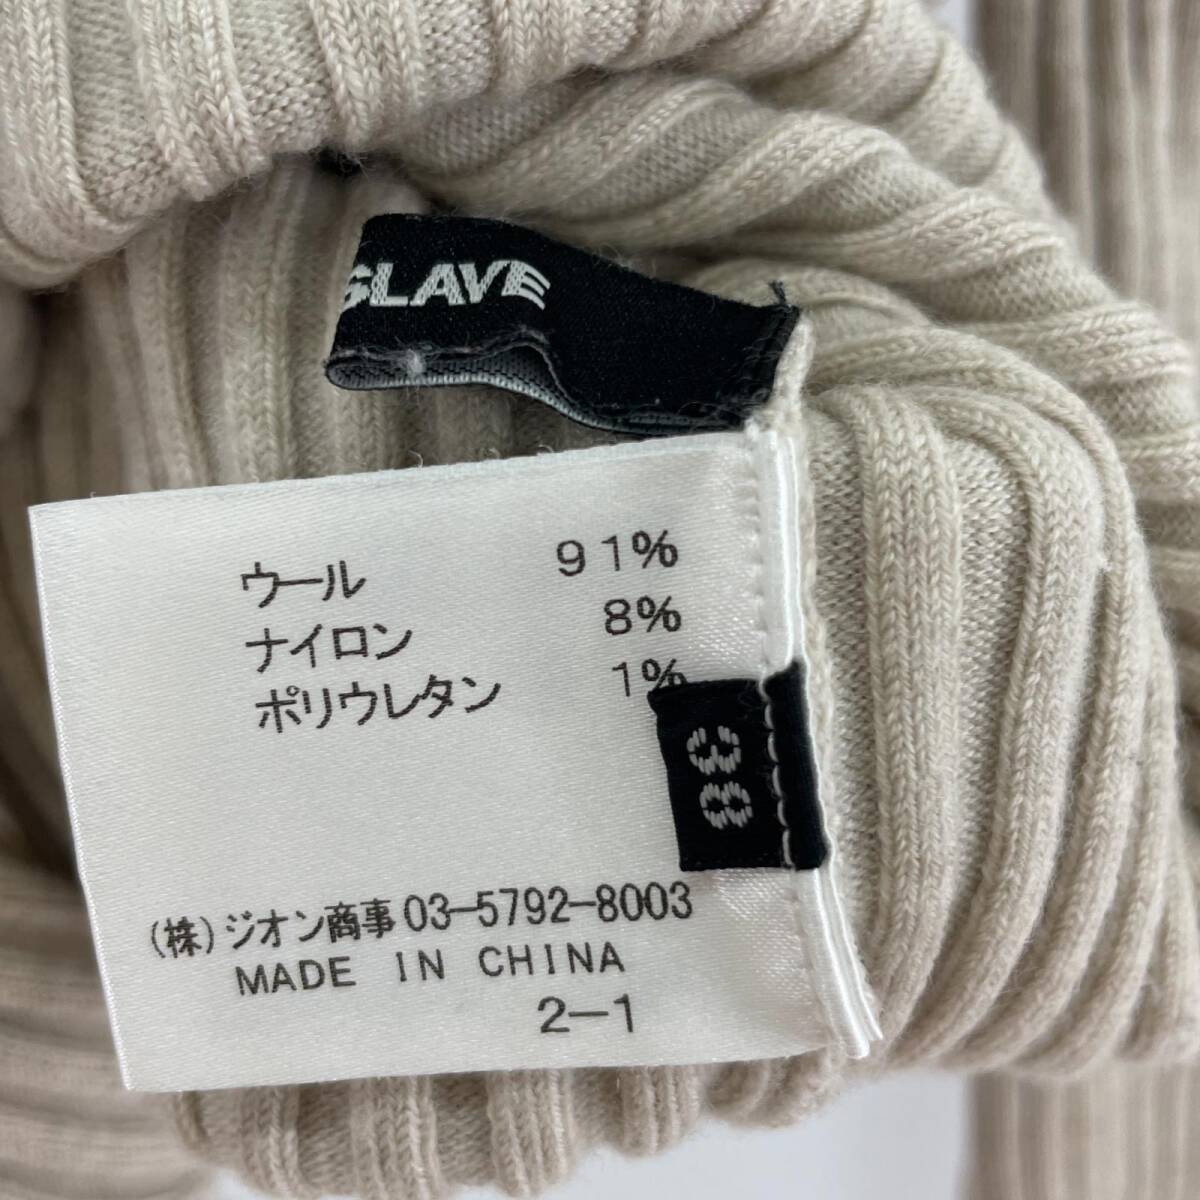 SLAVE
ウール 91%
ナイロン 8%
ポリウレタン 1%
38
(株)ジオン商事 03-5792-8003
MADE IN CHINA
2-1